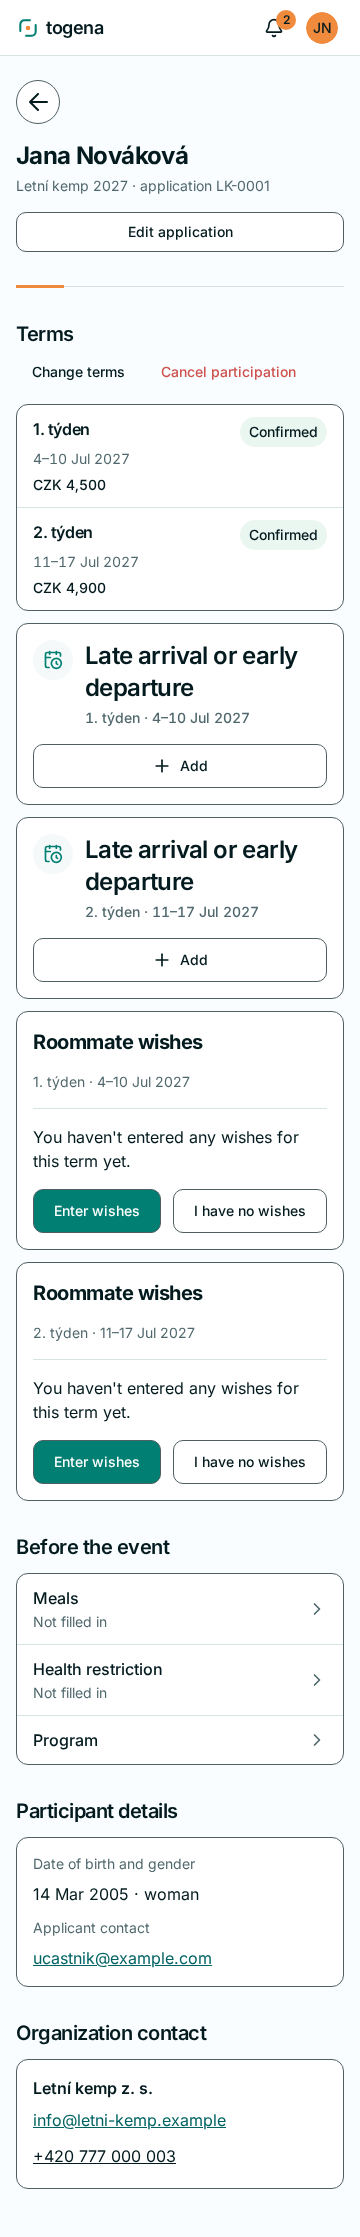 togena
2
JN
Jana Nováková
Letní kemp 2027 · application LK-0001
Edit application
Terms
Change terms
Cancel participation
1. týden
Confirmed
4–10 Jul 2027
CZK 4,500
2. týden
Confirmed
11–17 Jul 2027
CZK 4,900
Late arrival or early
departure
1. týden · 4–10 Jul 2027
Add
Late arrival or early
departure
2. týden · 11–17 Jul 2027
Add
Roommate wishes
1. týden · 4–10 Jul 2027
You haven't entered any wishes for
this term yet.
Enter wishes
I have no wishes
Roommate wishes
2. týden · 11–17 Jul 2027
You haven't entered any wishes for
this term yet.
Enter wishes
I have no wishes
Before the event
Meals
Not filled in
Health restriction
Not filled in
Program
Participant details
Date of birth and gender
14 Mar 2005 · woman
Applicant contact
ucastnik@example.com
Organization contact
Letní kemp z. s.
info@letni-kemp.example
+420 777 000 003